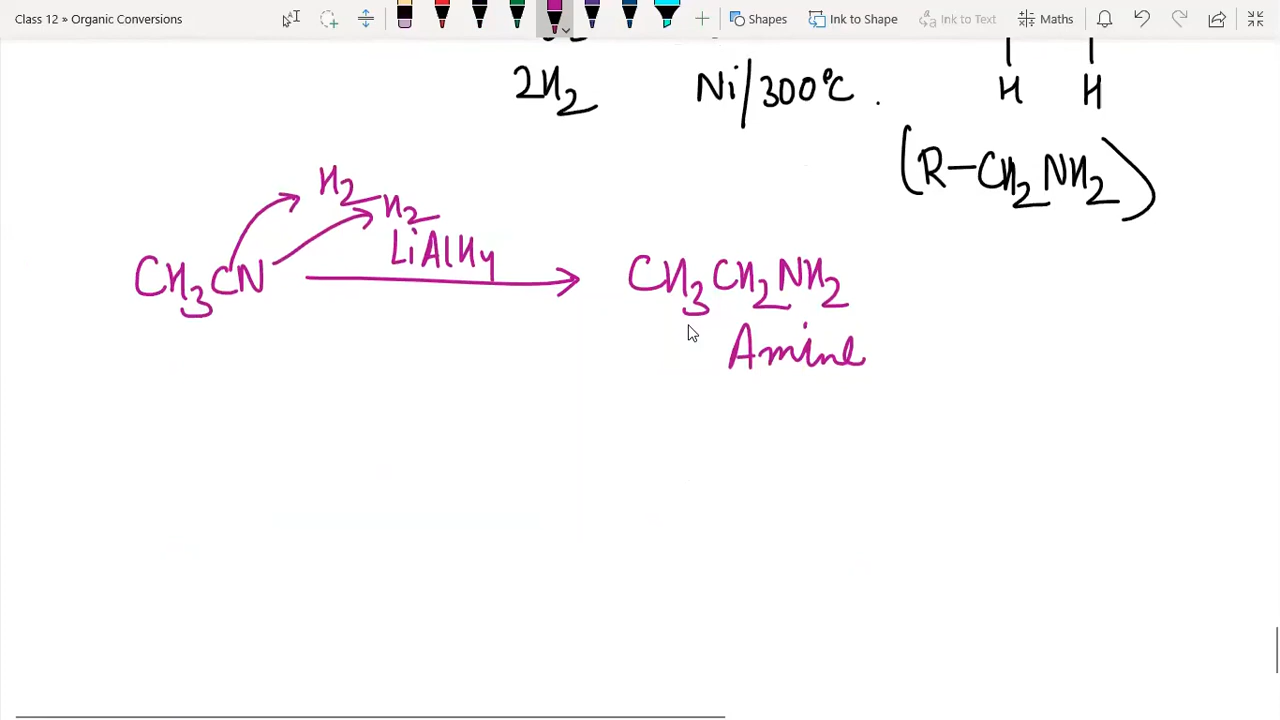 Class 12 » Organic Conversions
Shapes
Ink to Shape
Ink to Text
Maths
2H2 Ni/300°C .
H H
(R-CH2NH2)
H2 H2
LiAlH4
CH3CN CH3CH2NH2
Amine